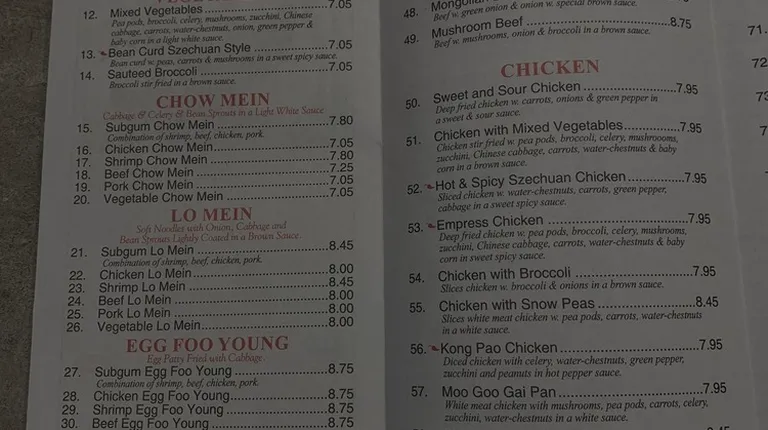 12. Mixed Vegetables 7.05
Pea pods, broccoli, celery, mushrooms, zucchini, Chinese
cabbage, carrots, water-chestnuts, onion, green pepper &
baby corn in a light white sauce.
13. Bean Curd Szechuan Style 7.05
Bean curd w. peas, carrots & mushrooms in a sweet spicy sauce.
14. Sauteed Broccoli 7.05
Broccoli stir fried in a brown sauce.
CHOW MEIN
Cabbage & Celery & Bean Sprouts in a Light White Sauce
15. Subgum Chow Mein 7.80
Combination of shrimp, beef, chicken, pork.
16. Chicken Chow Mein 7.05
17. Shrimp Chow Mein 7.80
18. Beef Chow Mein 7.25
19. Pork Chow Mein 7.05
20. Vegetable Chow Mein 7.05
LO MEIN
Soft Noodles with Onion, Cabbage and
Bean Sprouts Lightly Coated in a Brown Sauce
21. Subgum Lo Mein 8.45
Combination of shrimp, beef, chicken, pork.
22. Chicken Lo Mein 8.00
23. Shrimp Lo Mein 8.45
24. Beef Lo Mein 8.00
25. Pork Lo Mein 8.00
26. Vegetable Lo Mein 8.00
EGG FOO YOUNG
Egg Patty Fried with Cabbage.
27. Subgum Egg Foo Young 8.75
Combination of shrimp, beef, chicken, pork.
28. Chicken Egg Foo Young 8.75
29. Shrimp Egg Foo Young 8.75
30. Beef Egg Foo Young 8.75
48. Mongolian
Beef w. green onion & onion w. special brown sauce.
49. Mushroom Beef 8.75
Beef w. mushrooms, onion & broccoli in a brown sauce.
CHICKEN
50. Sweet and Sour Chicken 7.95
Deep fried chicken w. carrots, onions & green pepper in
a sweet & sour sauce.
51. Chicken with Mixed Vegetables 7.95
Chicken stir fried w. pea pods, broccoli, celery, mushrooms,
zucchini, Chinese cabbage, carrots, water-chestnuts & baby
corn in a brown sauce.
52. Hot & Spicy Szechuan Chicken 7.95
Sliced chicken w. water-chestnuts, carrots, green pepper,
cabbage in a sweet spicy sauce.
53. Empress Chicken 7.95
Deep fried chicken w. pea pods, broccoli, celery, mushrooms,
zucchini, Chinese cabbage, carrots, water-chestnuts & baby
corn in sweet spicy sauce.
54. Chicken with Broccoli 7.95
Slices chicken w. broccoli & onions in a brown sauce.
55. Chicken with Snow Peas 8.45
Slices white meat chicken w. pea pods, carrots, water-chestnuts
in a white sauce.
56. Kong Pao Chicken 7.95
Diced chicken with celery, water-chestnuts, green pepper,
zucchini and peanuts in hot pepper sauce.
57. Moo Goo Gai Pan 7.95
White meat chicken with mushrooms, pea pods, carrots, celery,
zucchini, water-chestnuts in a white sauce.
71.
72
73